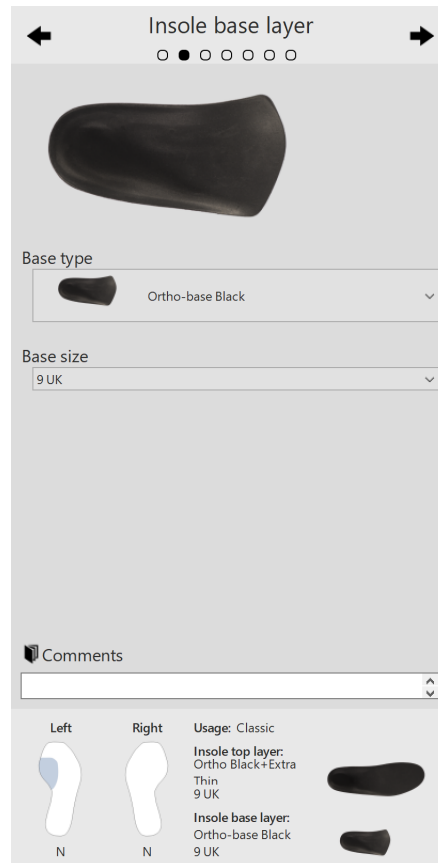 Insole base layer
Base type
Ortho-base Black
Base size
9 UK
Comments
Left
Right
Usage: Classic
Insole top layer:
Ortho Black+Extra
Thin
9 UK
Insole base layer:
Ortho-base Black
N
N
9 UK